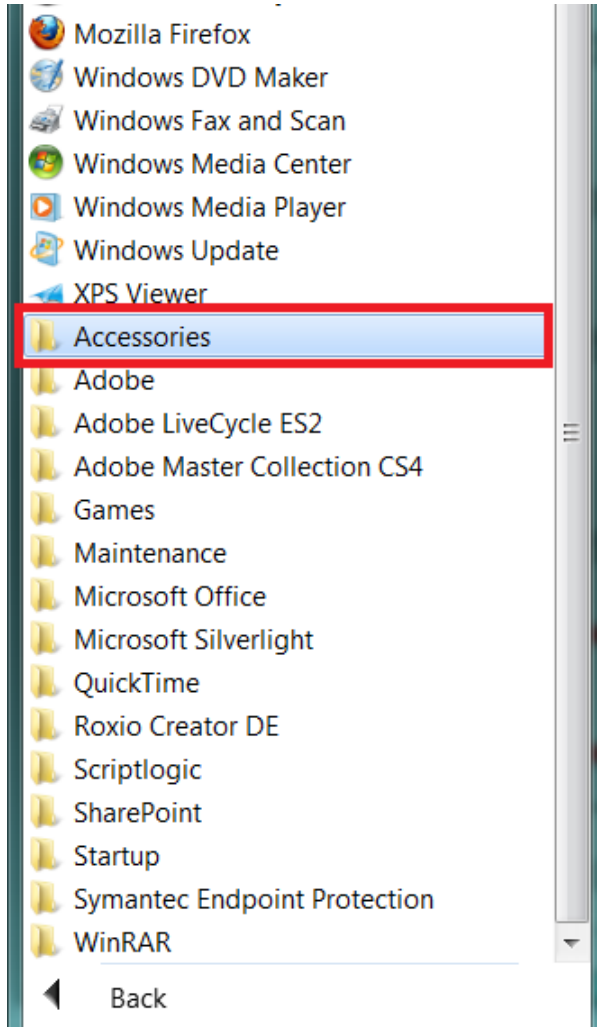 Mozilla Firefox
Windows DVD Maker
Windows Fax and Scan
Windows Media Center
Windows Media Player
Windows Update
XPS Viewer
Accessories
Adobe
Adobe LiveCycle ES2
Adobe Master Collection CS4
Games
Maintenance
Microsoft Office
Microsoft Silverlight
QuickTime
Roxio Creator DE
Scriptlogic
SharePoint
Startup
Symantec Endpoint Protection
WinRAR
Back